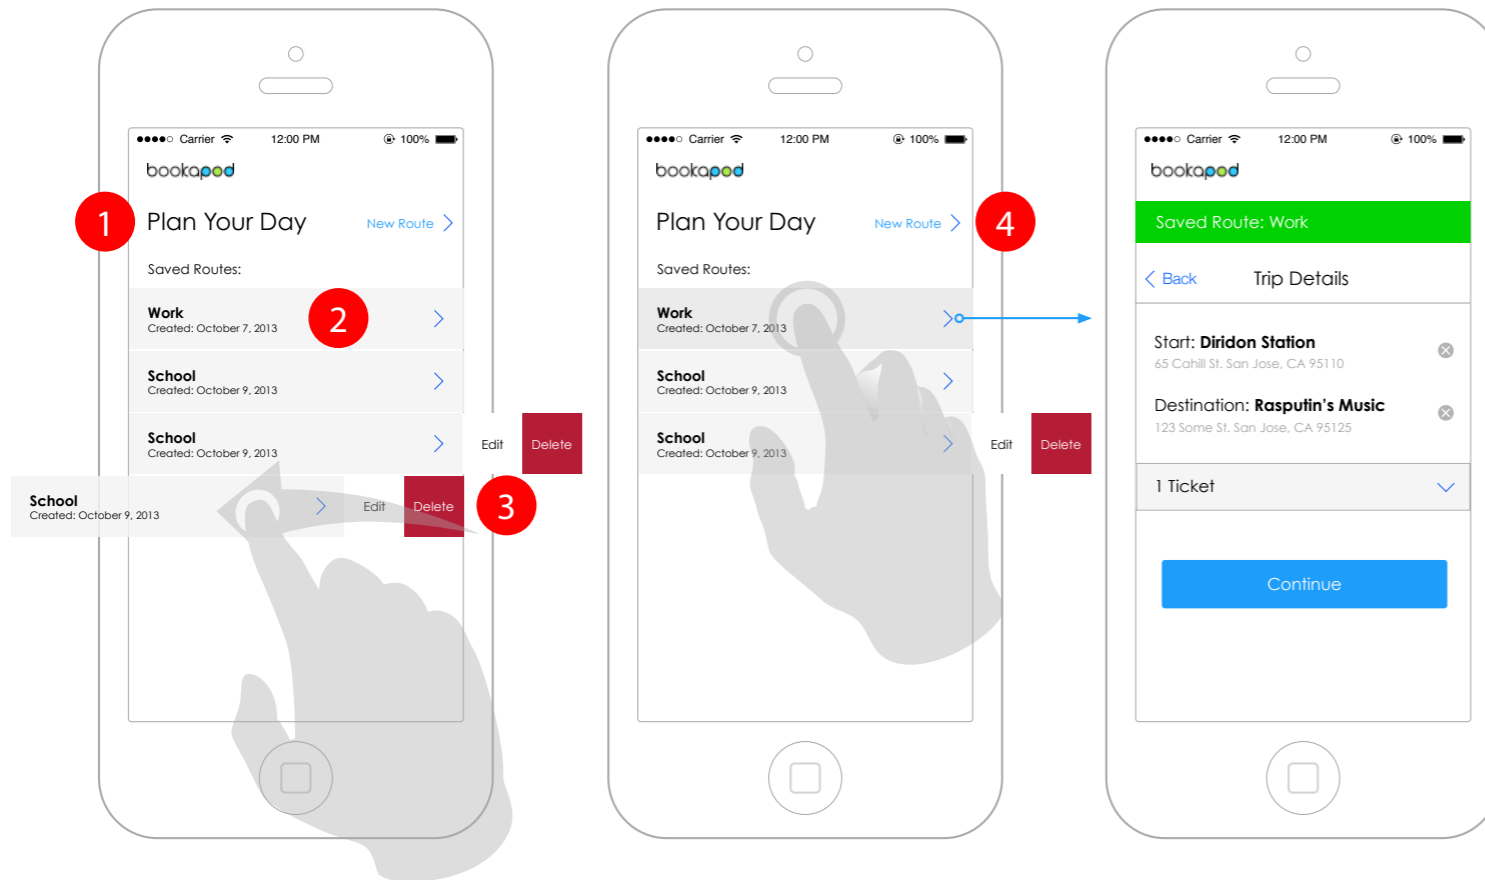 Carrier 12:00 PM 100%
bookapod
1
Plan Your Day
New Route
Saved Routes:
Work
Created: October 7, 2013
2
School
Created: October 9, 2013
School
Created: October 9, 2013
Edit
Delete
School
Created: October 9, 2013
Edit
Delete
3
Carrier 12:00 PM 100%
bookapod
Plan Your Day
New Route
4
Saved Routes:
Work
Created: October 7, 2013
School
Created: October 9, 2013
School
Created: October 9, 2013
Edit
Delete
Carrier 12:00 PM 100%
bookapod
Saved Route: Work
Back
Trip Details
Start: Diridon Station
65 Cahill St. San Jose, CA 95110
Destination: Rasputin's Music
123 Some St. San Jose, CA 95125
1 Ticket
Continue